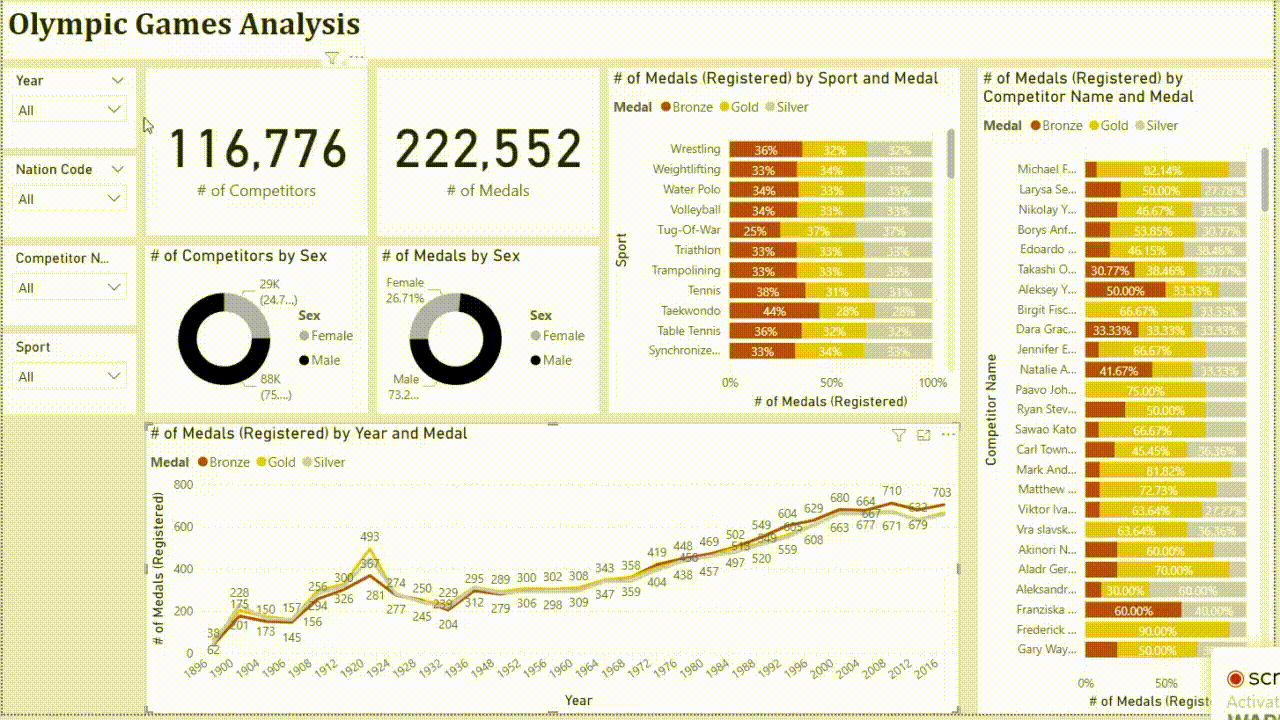 Olympic Games Analysis
Year
All
Nation Code
All
Competitor N...
All
Sport
All
116,776
# of Competitors
222,552
# of Medals
# of Competitors by Sex
29K
(24.7...)
Sex
Female
Male
88K
(75....)
# of Medals by Sex
Female
26.71%
Sex
Female
Male
Male
73.2...
# of Medals (Registered) by Sport and Medal
Medal Bronze Gold Silver
Sport
Wrestling 36% 32% 32%
Weightlifting 33% 34% 33%
Water Polo 34% 33% 33%
Volleyball 34% 33% 33%
Tug-Of-War 25% 37% 37%
Triathlon 33% 33% 33%
Trampolining 33% 33% 33%
Tennis 38% 31% 31%
Taekwondo 44% 28% 28%
Table Tennis 36% 32% 32%
Synchronize... 33% 34% 33%
0% 50% 100%
# of Medals (Registered)
# of Medals (Registered) by
Competitor Name and Medal
Medal Bronze Gold Silver
Competitor Name
Michael F... 82.14%
Larysa Se... 50.00% 27.78%
Nikolay Y... 46.67% 33.33%
Borys Anf... 53.85% 30.77%
Edoardo ... 46.15% 38.46%
Takashi O... 30.77% 38.46% 30.77%
Aleksey Y... 50.00% 33.33%
Birgit Fisc... 66.67% 33.33%
Dara Grac... 33.33% 33.33% 33.33%
Jennifer E... 66.67%
Natalie A... 41.67% 33.33%
Paavo Joh... 75.00%
Ryan Stev... 50.00%
Sawao Kato 66.67%
Carl Town... 45.45% 36.36%
Mark And... 81.82%
Matthew ... 72.73%
Viktor Iva... 63.64% 27.27%
Vra slavsk... 63.64% 36.36%
Akinori N... 60.00%
Aladr Ger... 70.00%
Aleksandr... 30.00% 60.00%
Franziska ... 60.00% 40.00%
Frederick ... 90.00%
Gary Way... 50.00%
0% 50%
# of Medals (Regist
# of Medals (Registered) by Year and Medal
Medal Bronze Gold Silver
# of Medals (Registered)
800
600
400
200
0
38 62 228 175 201 150 173 157 145 156 256 294 300 326 493 367 281 274 277 250 245 229 239 204 295 312 289 279 300 306 302 298 308 309 343 347 358 359 419 404 448 438 456 469 457 502 513 497 549 549 520 604 605 559 629 608 680 663 664 667 677 710 671 679 703
1896 1900 1904 1906 1908 1912 1920 1924 1928 1932 1936 1948 1952 1956 1960 1964 1968 1972 1976 1980 1984 1988 1992 1996 2000 2004 2008 2012 2016
Year
scr
Activat